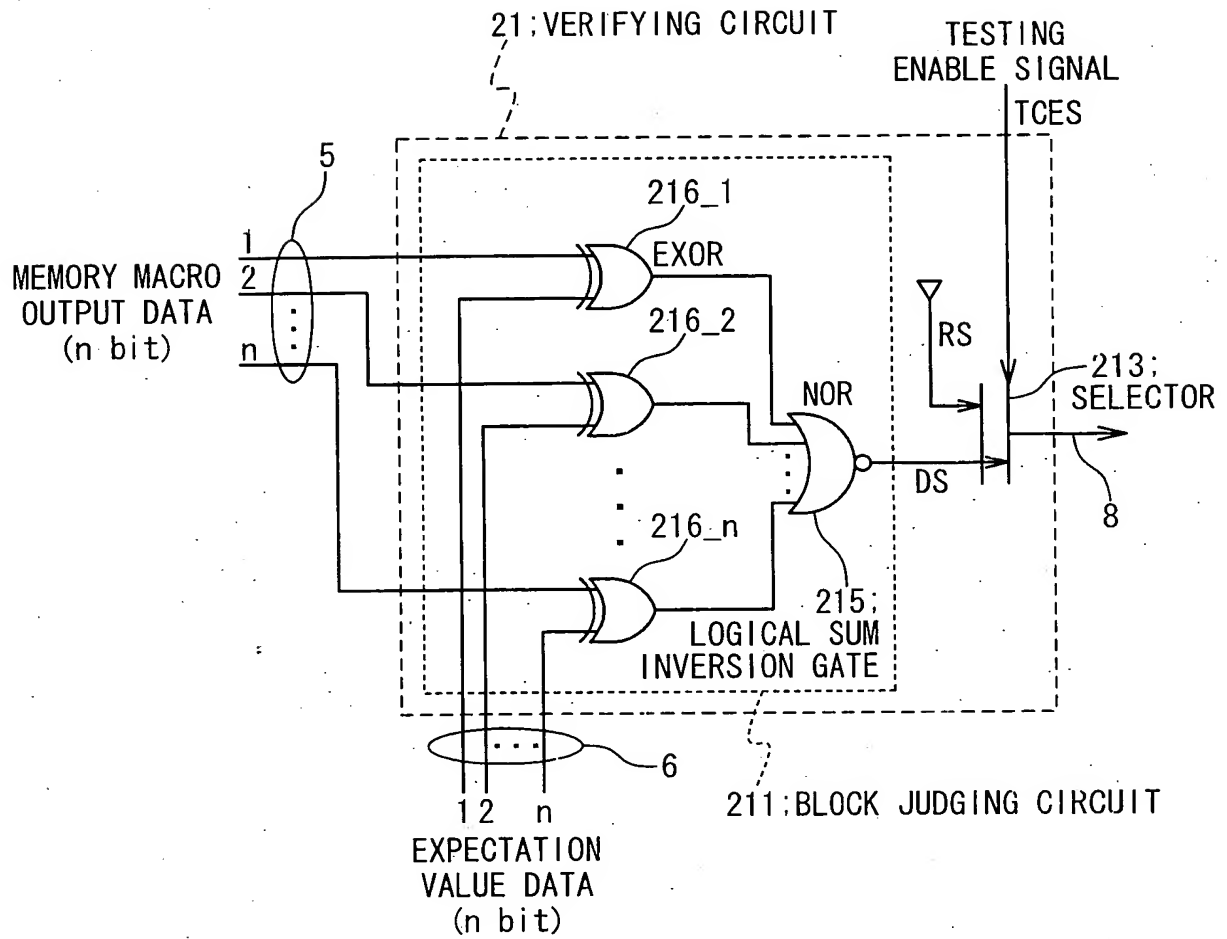 21;VERIFYING CIRCUIT
TESTING
ENABLE SIGNAL
TCES
5
216_1
EXOR
1
MEMORY MACRO
OUTPUT DATA
(n bit)
2
n
216_2
RS
213;
SELECTOR
NOR
DS
8
216_n
215;
LOGICAL SUM
INVERSION GATE
6
1 2 n
211;BLOCK JUDGING CIRCUIT
EXPECTATION
VALUE DATA
(n bit)